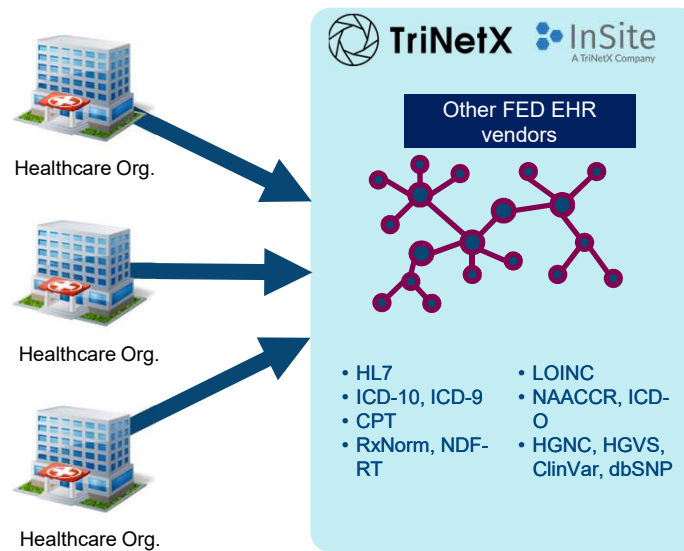 TriNetX
InSite
A TriNetX Company
Other FED EHR
vendors
Healthcare Org.
Healthcare Org.
Healthcare Org.
• HL7
• ICD-10, ICD-9
• CPT
• RxNorm, NDF-
RT
• LOINC
• NAACCR, ICD-
O
• HGNC, HGVS,
ClinVar, dbSNP